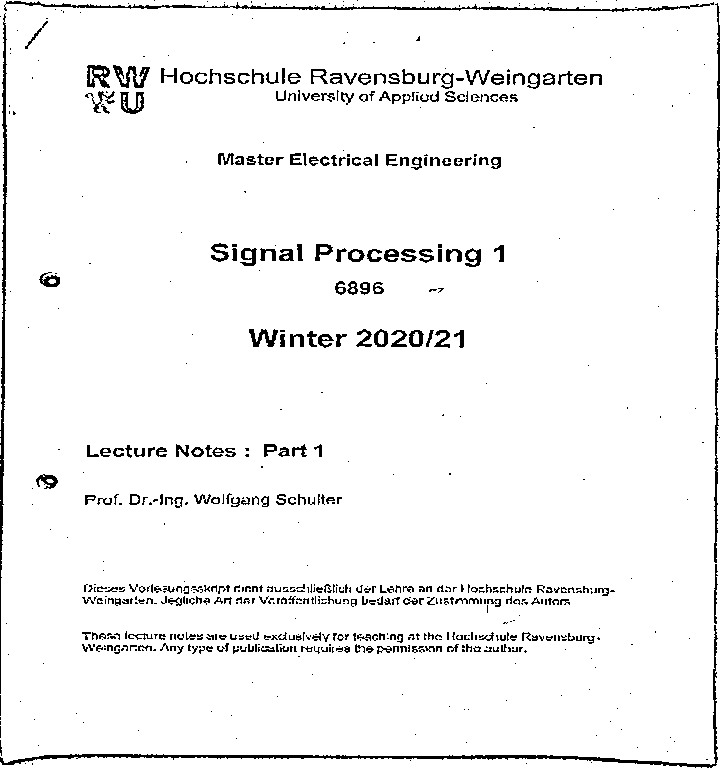 RW Hochschule Ravensburg-Weingarten
U University of Applied Sciences
Master Electrical Engineering
Signal Processing 1
6896
Winter 2020/21
Lecture Notes : Part 1
Prof. Dr.-Ing. Wolfgang Schulter
Dieses Vorlesungsskript dient ausschließlich der Lehre an der Hochschule Ravensburg-
Weingarten. Jegliche Art der Veröffentlichung bedarf der Zustimmung des Autors
These lecture notes are used exclusively for teaching at the Hochschule Ravensburg-
Weingarten. Any type of publication requires the permission of the author.